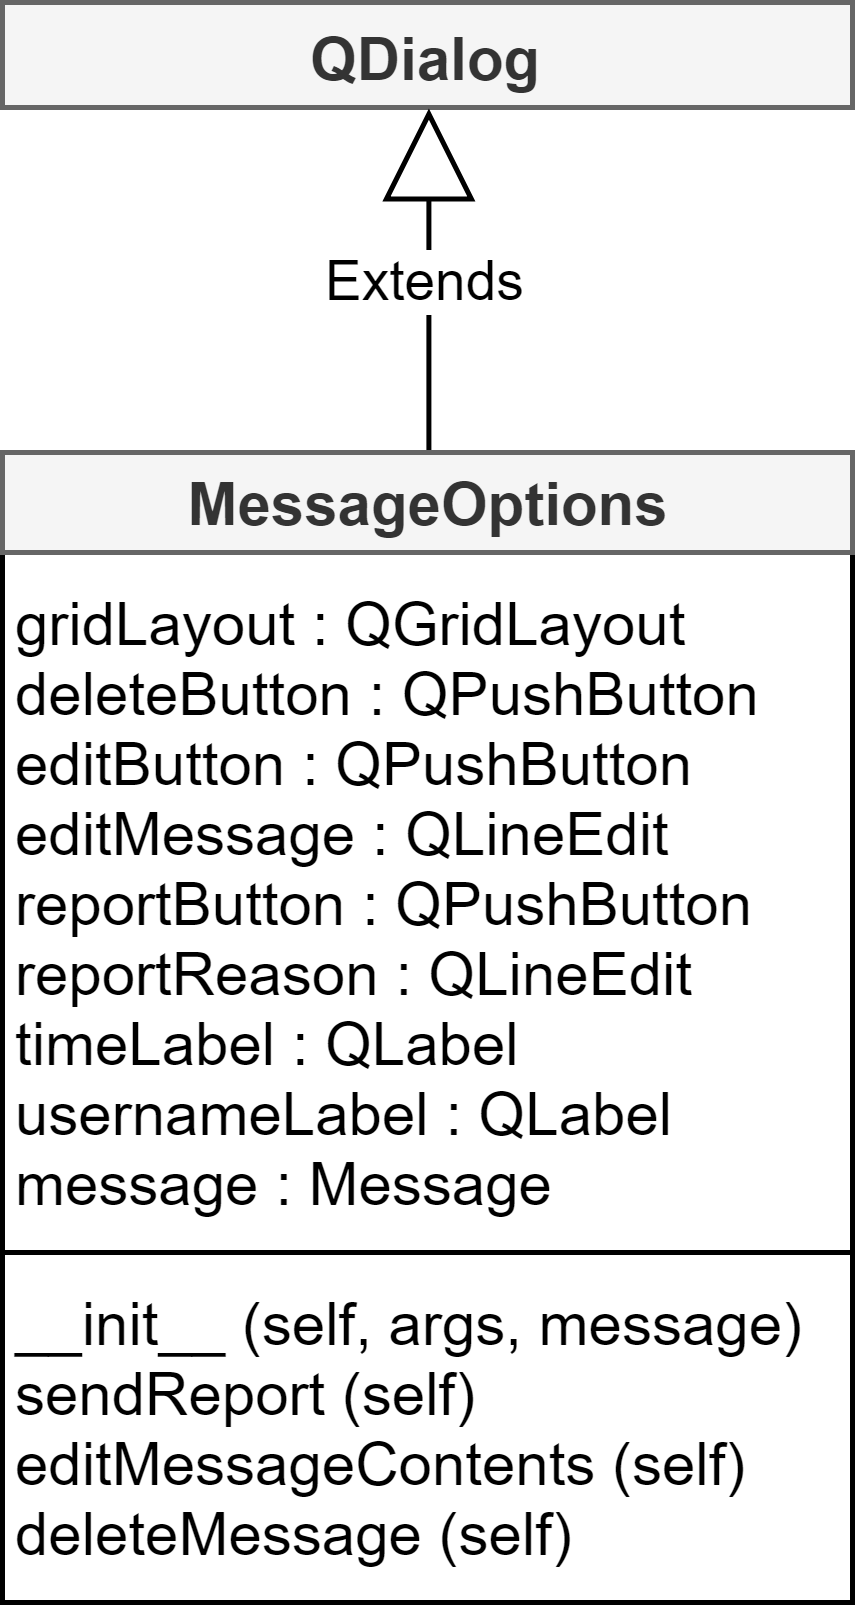 QDialog
Extends
MessageOptions
gridLayout : QGridLayout
deleteButton : QPushButton
editButton : QPushButton
editMessage : QLineEdit
reportButton : QPushButton
reportReason : QLineEdit
timeLabel : QLabel
usernameLabel : QLabel
message : Message
__init__ (self, args, message)
sendReport (self)
editMessageContents (self)
deleteMessage (self)